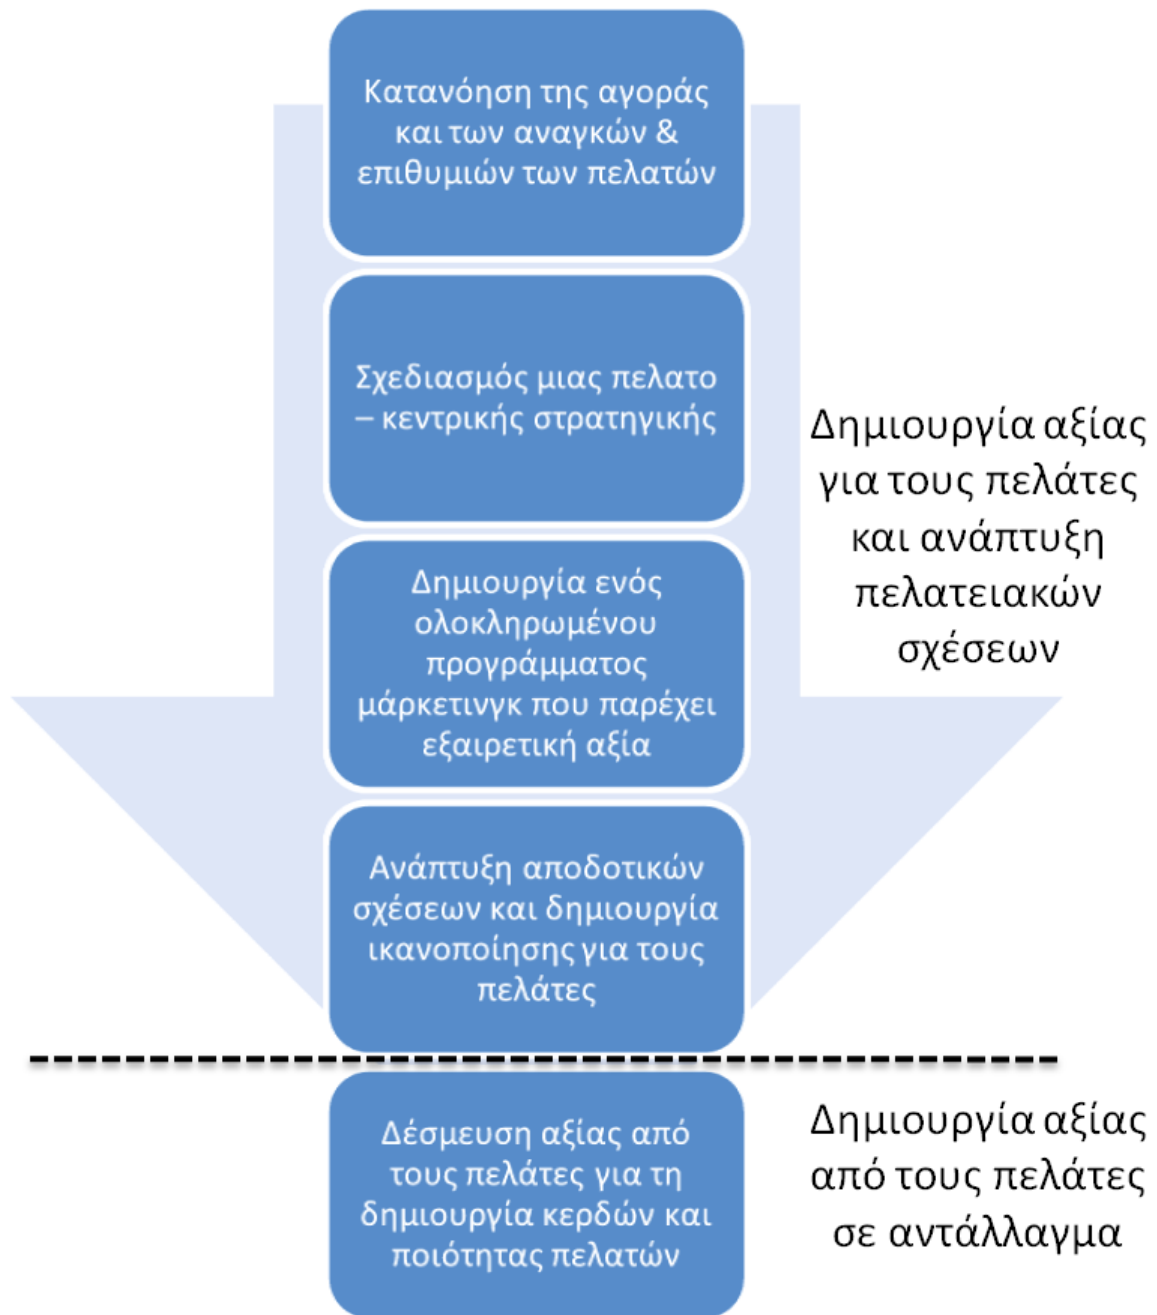 Κατανόηση της αγοράς
και των αναγκών &
επιθυμιών των πελατών
Σχεδιασμός μιας πελατο
– κεντρικής στρατηγικής
Δημιουργία ενός
ολοκληρωμένου
προγράμματος
μάρκετινγκ που παρέχει
εξαιρετική αξία
Ανάπτυξη αποδοτικών
σχέσεων και δημιουργία
ικανοποίησης για τους
πελάτες
Δημιουργία αξίας
για τους πελάτες
και ανάπτυξη
πελατειακών
σχέσεων
Δέσμευση αξίας από
τους πελάτες για τη
δημιουργία κερδών και
ποιότητας πελατών
Δημιουργία αξίας
από τους πελάτες
σε αντάλλαγμα